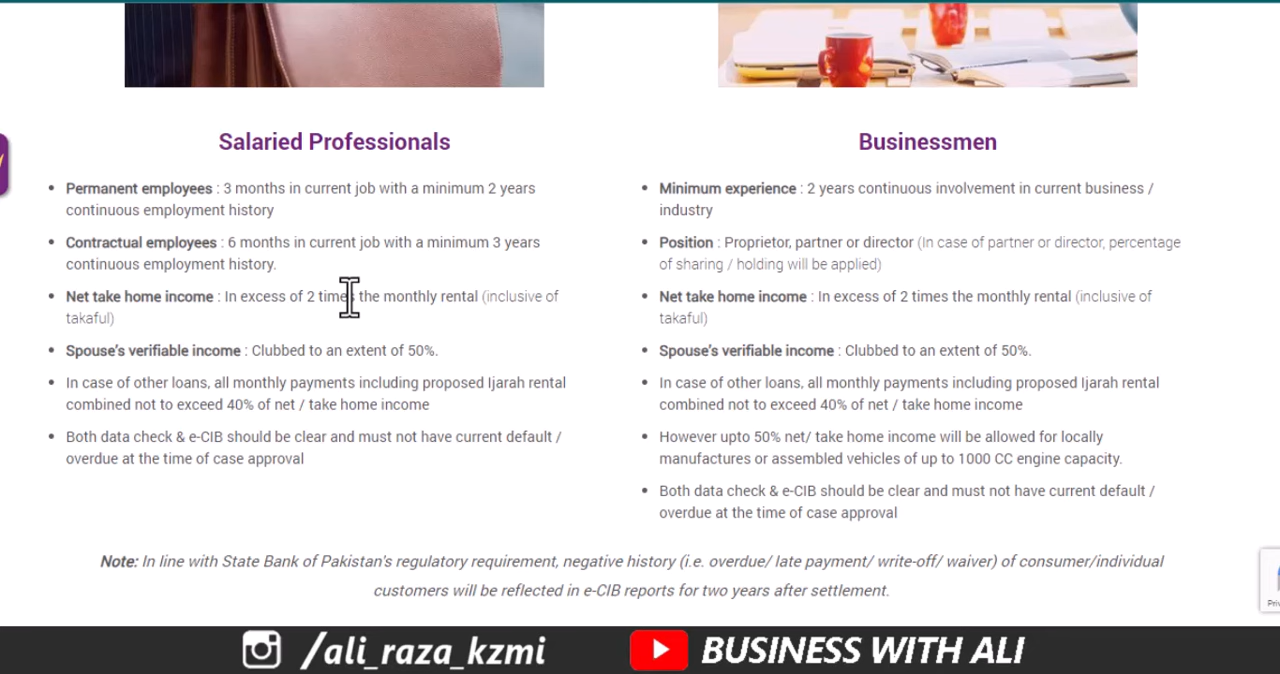 Salaried Professionals
• Permanent employees : 3 months in current job with a minimum 2 years
continuous employment history
• Contractual employees : 6 months in current job with a minimum 3 years
continuous employment history.
• Net take home income : In excess of 2 times the monthly rental (inclusive of
takaful)
• Spouse's verifiable income : Clubbed to an extent of 50%.
• In case of other loans, all monthly payments including proposed Ijarah rental
combined not to exceed 40% of net / take home income
• Both data check & e-CIB should be clear and must not have current default /
overdue at the time of case approval
Businessmen
• Minimum experience : 2 years continuous involvement in current business /
industry
• Position : Proprietor, partner or director (In case of partner or director, percentage
of sharing / holding will be applied)
• Net take home income : In excess of 2 times the monthly rental (inclusive of
takaful)
• Spouse's verifiable income : Clubbed to an extent of 50%.
• In case of other loans, all monthly payments including proposed Ijarah rental
combined not to exceed 40% of net / take home income
• However upto 50% net/ take home income will be allowed for locally
manufactures or assembled vehicles of up to 1000 CC engine capacity.
• Both data check & e-CIB should be clear and must not have current default /
overdue at the time of case approval
Note: In line with State Bank of Pakistan's regulatory requirement, negative history (i.e. overdue/ late payment/ write-off/ waiver) of consumer/individual
customers will be reflected in e-CIB reports for two years after settlement.
/ali_raza_kzmi
BUSINESS WITH ALI